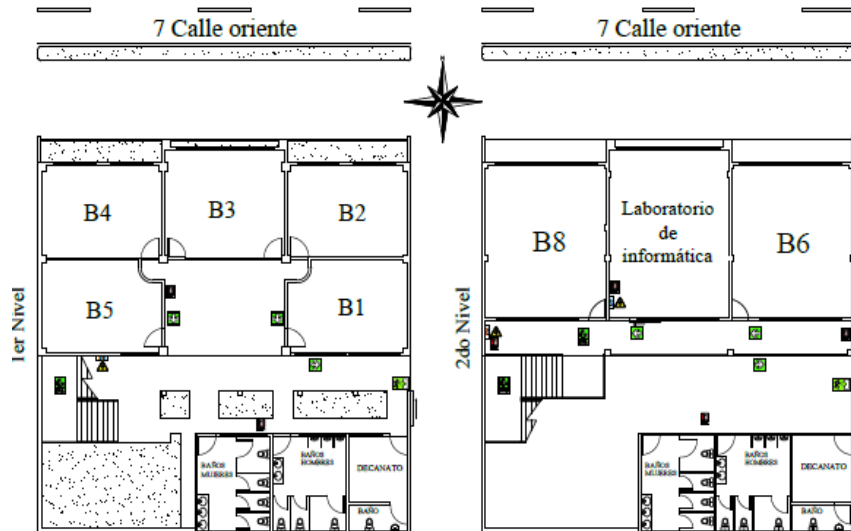 7 Calle oriente
7 Calle oriente
N
1er Nivel
B4
B3
B2
B5
B1
BAÑOS
MUJERES
BAÑOS
HOMBRES
DECANATO
BAÑO
2do Nivel
B8
Laboratorio
de
informática
B6
BAÑOS
MUJERES
BAÑOS
HOMBRES
DECANATO
BAÑO